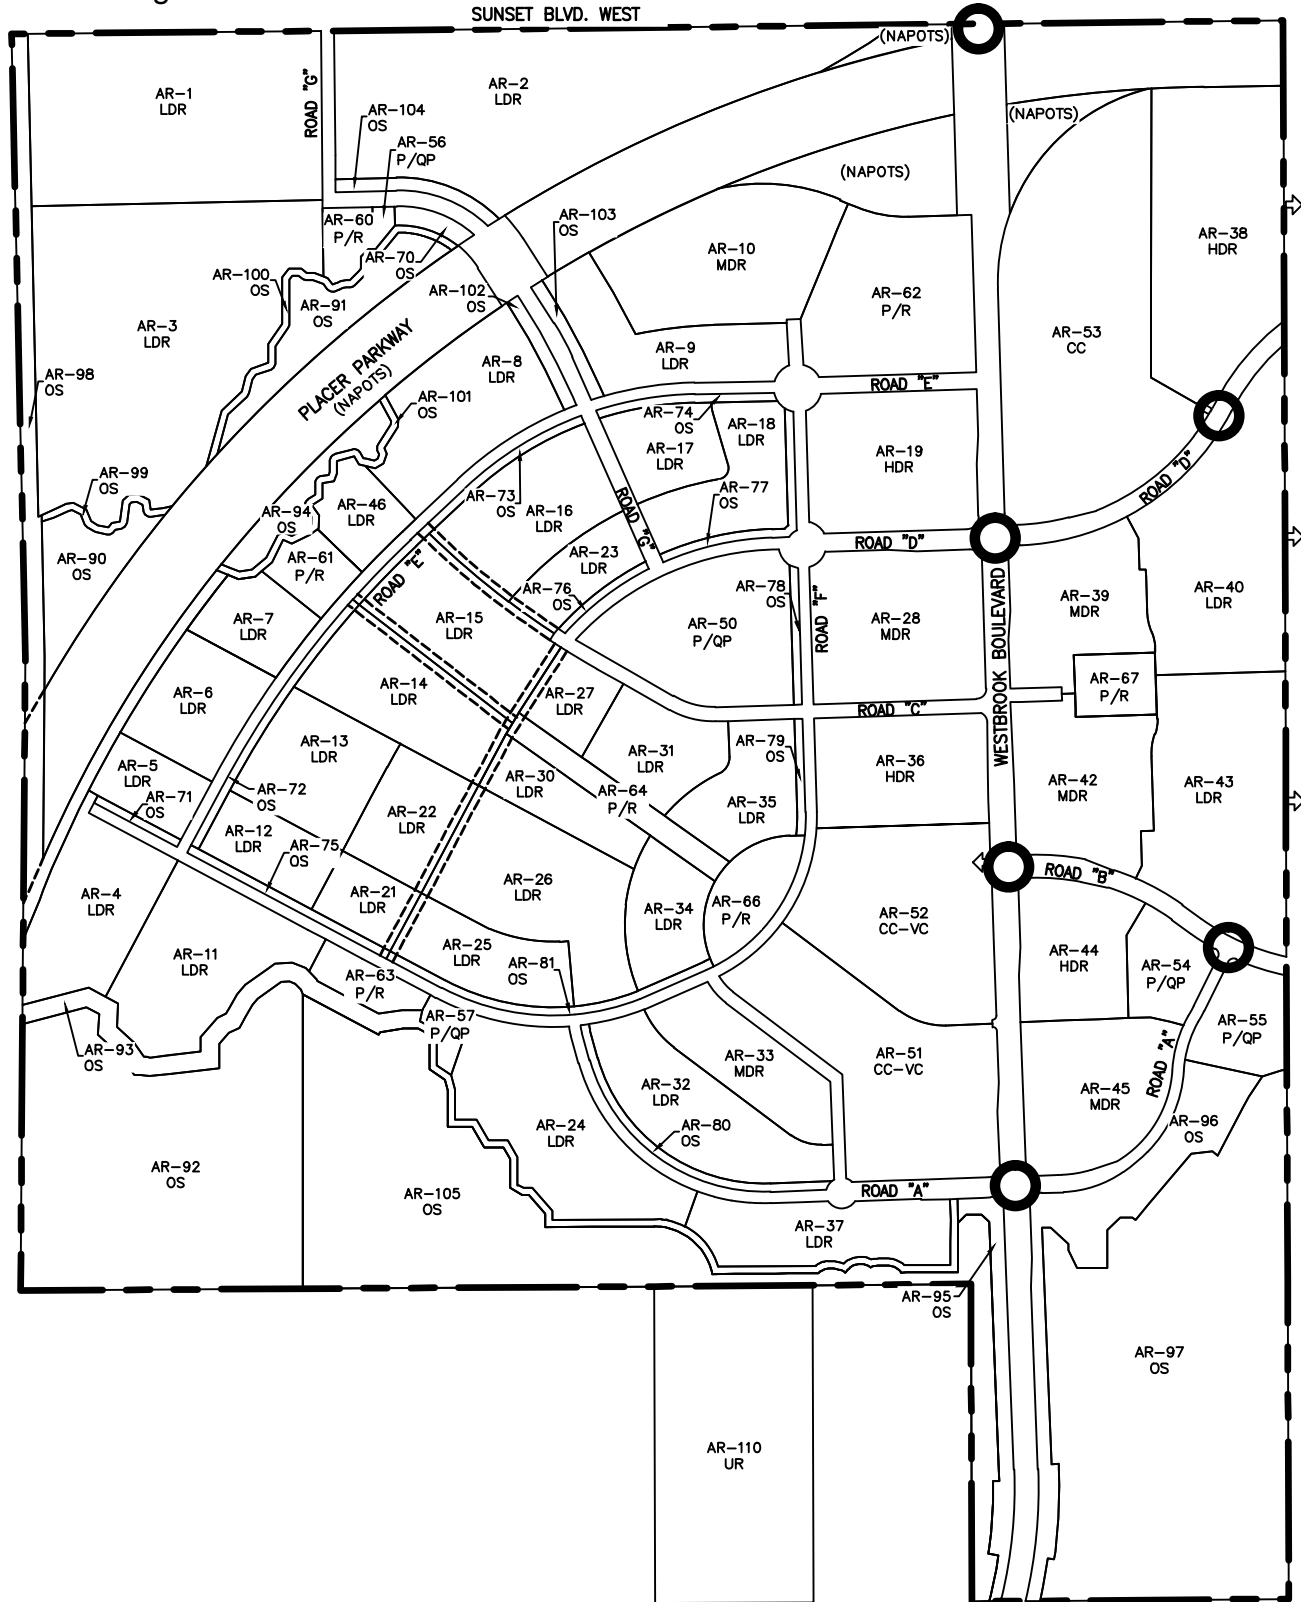 SUNSET BLVD. WEST
(NAPOTS)
AR-1
LDR
ROAD "G"
AR-2
LDR
AR-104
OS
AR-56
P/QP
(NAPOTS)
(NAPOTS)
AR-60
P/R
AR-103
OS
AR-38
HDR
AR-70
OS
AR-10
MDR
AR-100
OS
AR-102
OS
AR-62
P/R
AR-91
OS
AR-3
LDR
AR-53
CC
PLACER PARKWAY
(NAPOTS)
AR-8
LDR
AR-9
LDR
AR-98
OS
ROAD "E"
AR-101
OS
AR-74
OS
AR-18
LDR
AR-17
LDR
AR-19
HDR
AR-99
OS
ROAD "D"
AR-73
OS
AR-77
OS
AR-46
LDR
AR-16
LDR
ROAD "G"
AR-94
OS
ROAD "D"
AR-90
OS
AR-61
P/R
AR-23
LDR
ROAD "E"
AR-76
OS
AR-78
OS
AR-39
MDR
AR-40
LDR
AR-7
LDR
AR-15
LDR
AR-50
P/QP
ROAD "F"
AR-28
MDR
WESTBROOK BOULEVARD
AR-67
P/R
AR-6
LDR
AR-14
LDR
AR-27
LDR
ROAD "C"
AR-13
LDR
AR-31
LDR
AR-79
OS
AR-36
HDR
AR-5
LDR
AR-72
OS
AR-30
LDR
AR-64
P/R
AR-42
MDR
AR-43
LDR
AR-71
OS
AR-35
LDR
AR-22
LDR
AR-12
LDR
AR-75
OS
ROAD "B"
AR-4
LDR
AR-21
LDR
AR-26
LDR
AR-34
LDR
AR-66
P/R
AR-52
CC-VC
AR-11
LDR
AR-25
LDR
AR-44
HDR
AR-81
OS
AR-63
P/R
AR-54
P/QP
AR-57
P/QP
AR-55
P/QP
AR-93
OS
AR-33
MDR
AR-51
CC-VC
ROAD "A"
AR-32
LDR
AR-45
MDR
AR-24
LDR
AR-80
OS
AR-96
OS
AR-92
OS
AR-105
OS
ROAD "A"
AR-37
LDR
AR-95
OS
AR-97
OS
AR-110
UR